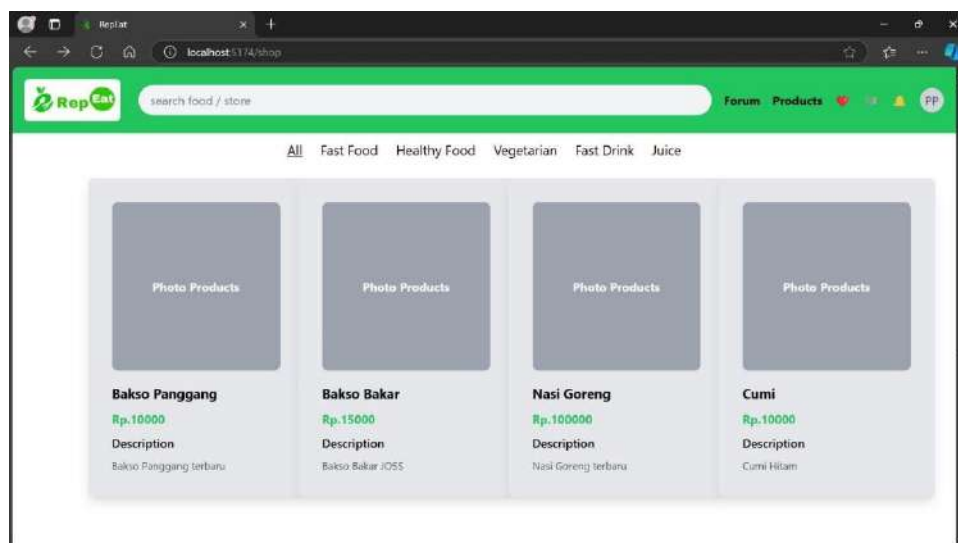 RepEat
localhost:5174/shop
Rep Eat
search food / store
Forum Products PP
All Fast Food Healthy Food Vegetarian Fast Drink Juice
Photo Products Photo Products Photo Products Photo Products
Bakso Panggang Bakso Bakar Nasi Goreng Cumi
Rp.10000 Rp.15000 Rp.100000 Rp.10000
Description Description Description Description
Bakso Panggang terbaru Bakso Bakar JOSS Nasi Goreng terbaru Cumi Hitam